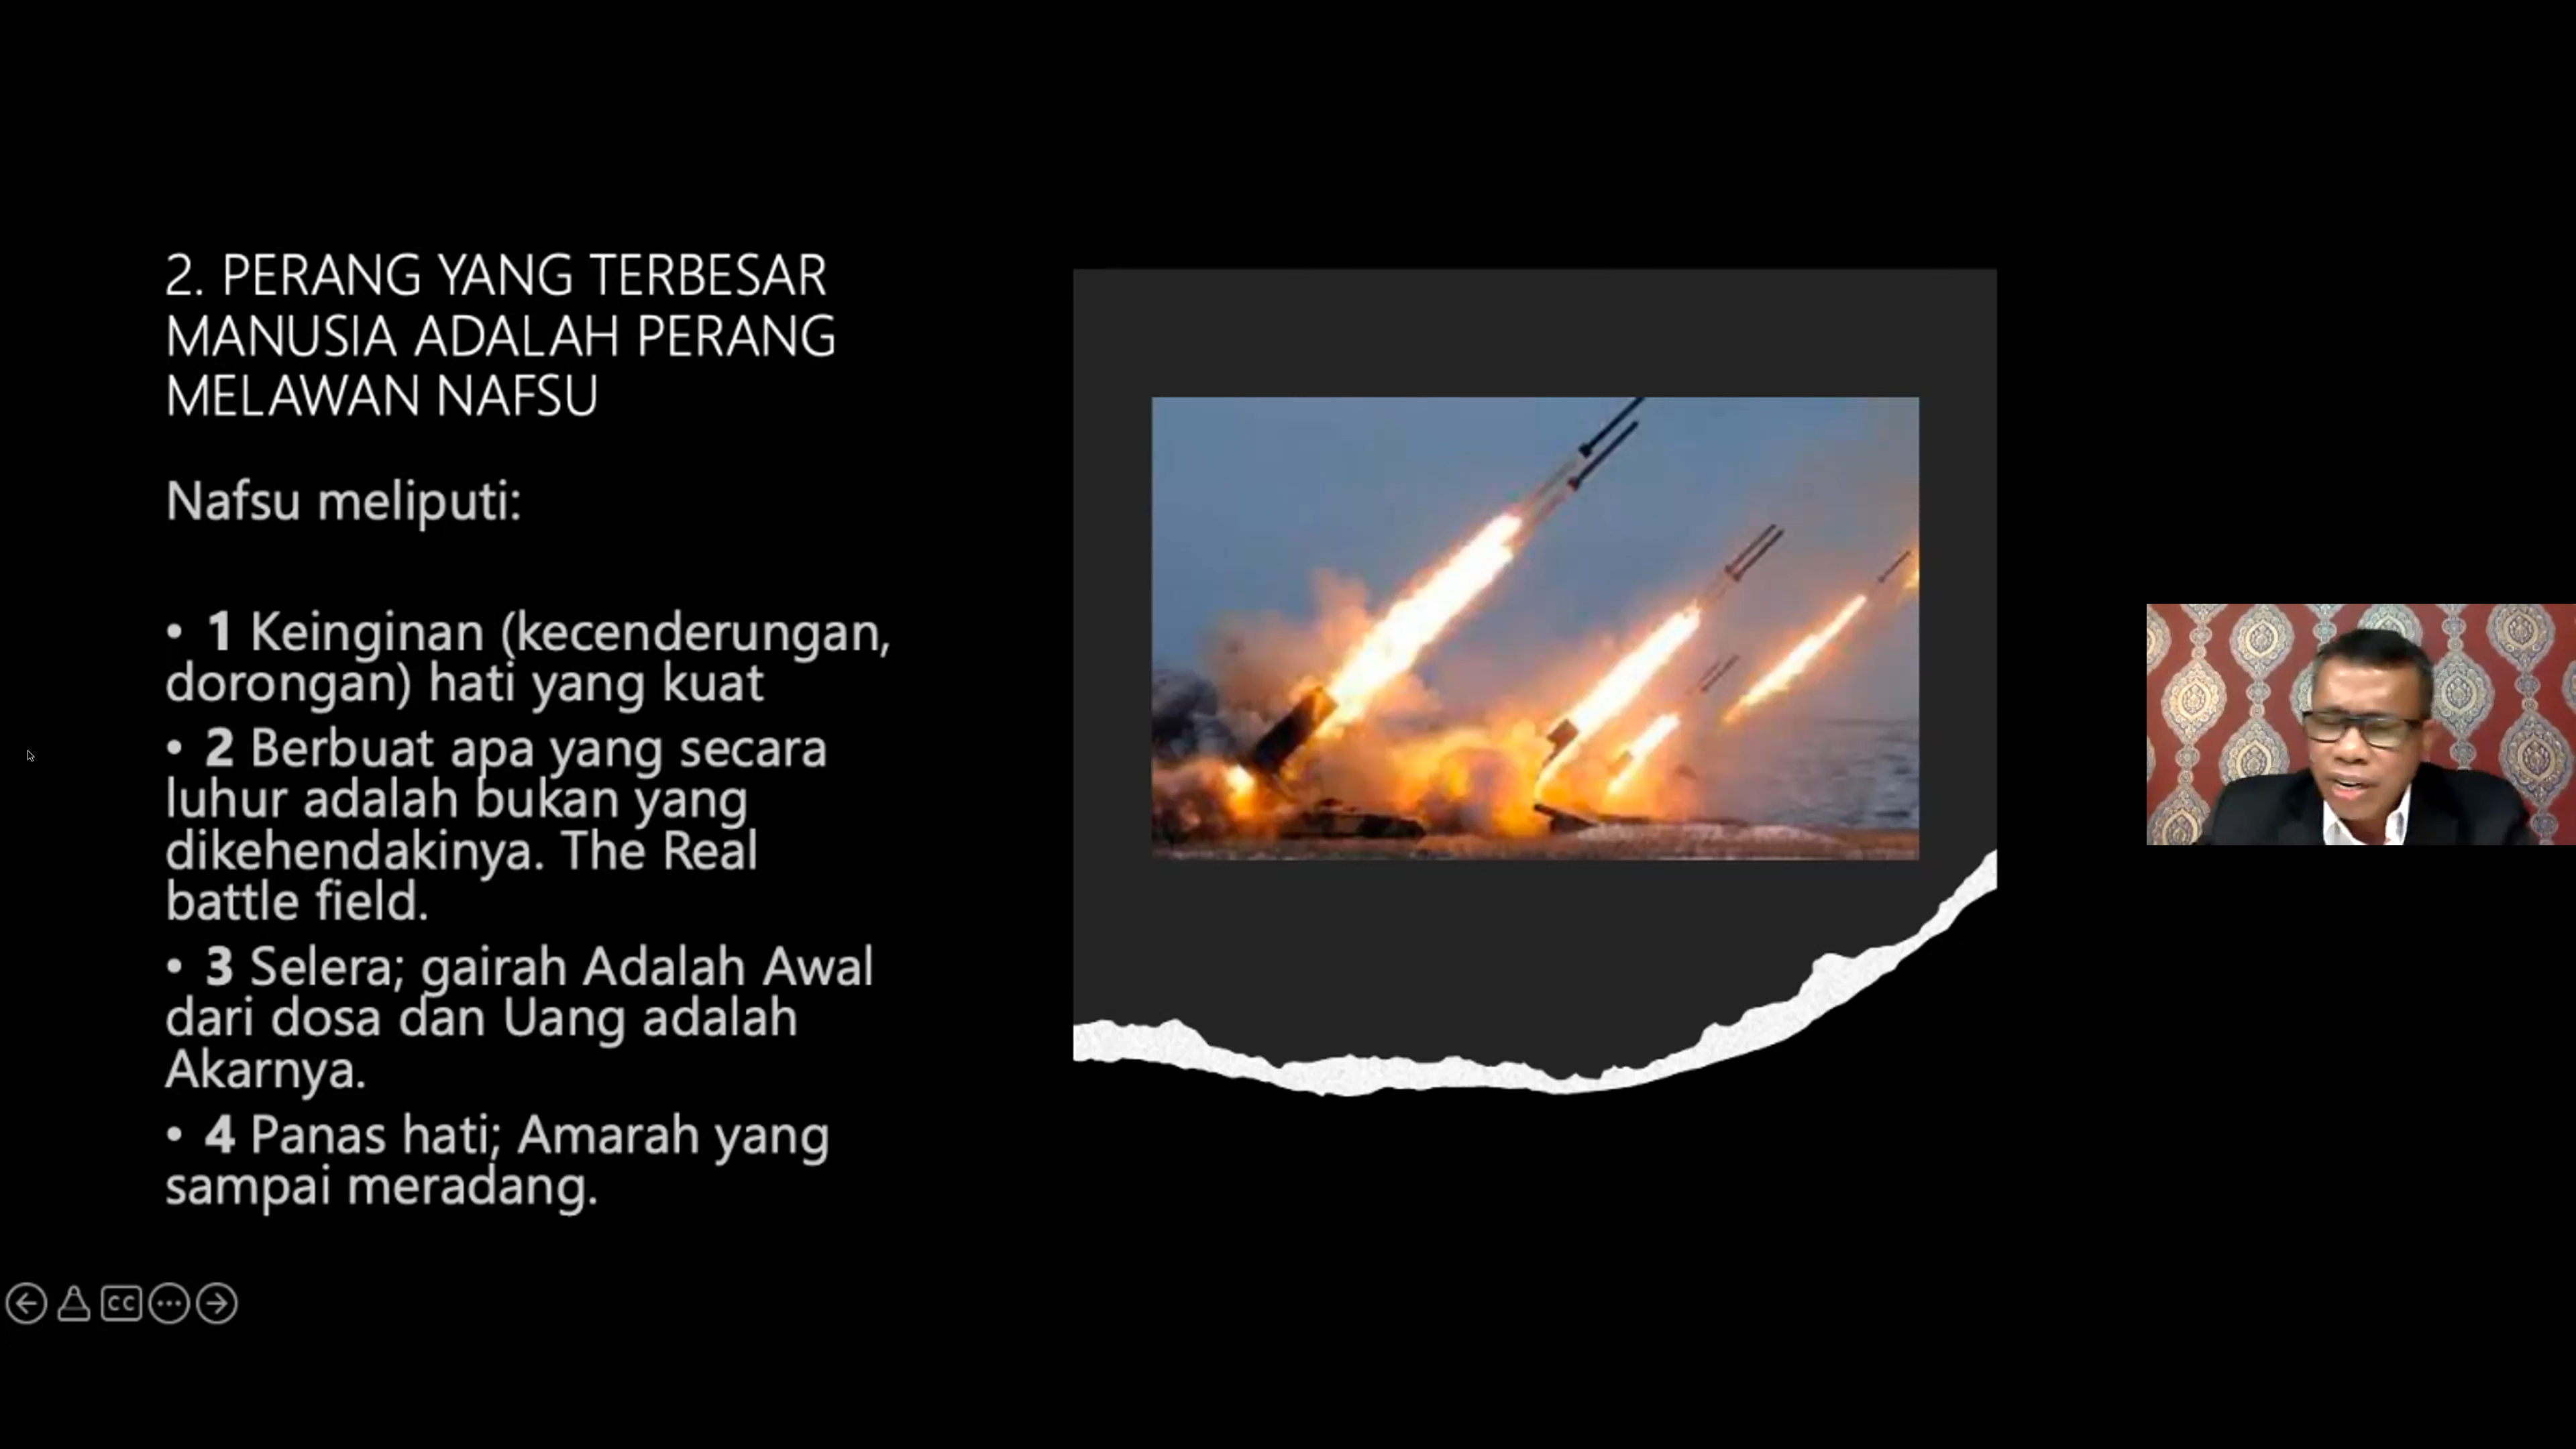 2. PERANG YANG TERBESAR
MANUSIA ADALAH PERANG
MELAWAN NAFSU
Nafsu meliputi:
• 1 Keinginan (kecenderungan,
dorongan) hati yang kuat
• 2 Berbuat apa yang secara
luhur adalah bukan yang
dikehendakinya. The Real
battle field.
• 3 Selera; gairah Adalah Awal
dari dosa dan Uang adalah
Akarnya.
• 4 Panas hati; Amarah yang
sampai meradang.
CC